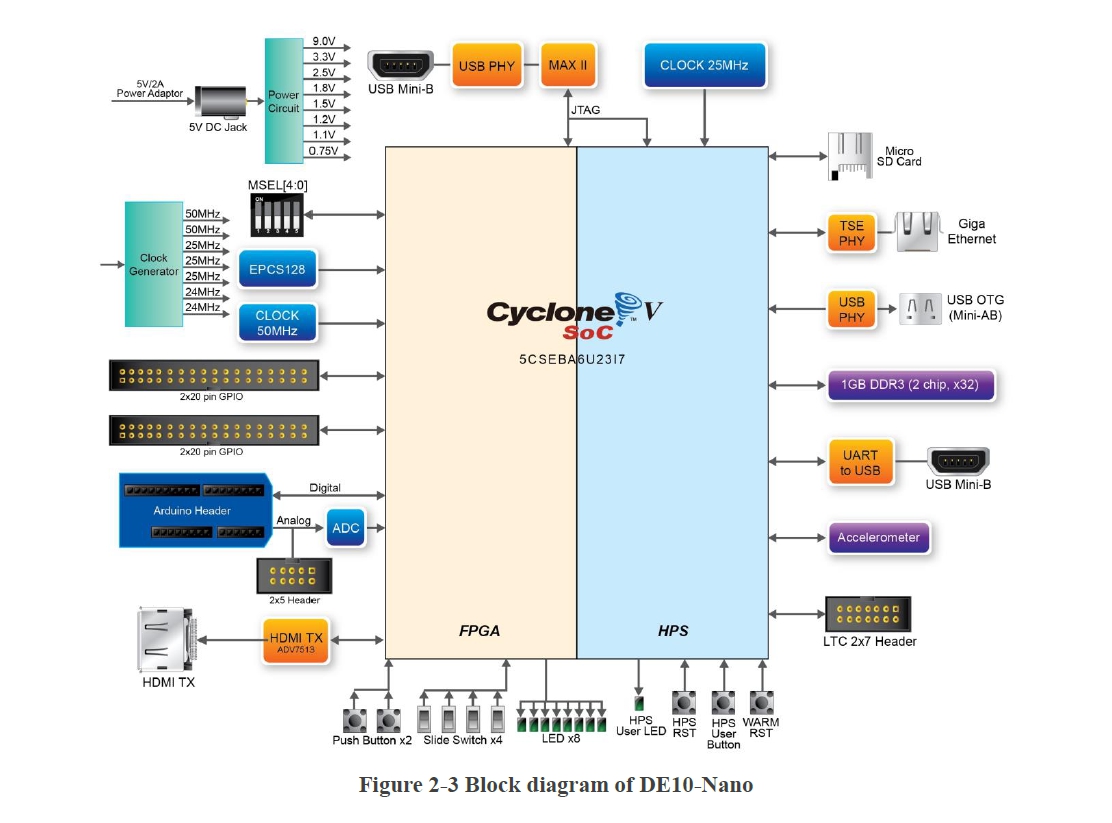 5V/2A
Power Adaptor
5V DC Jack
Power
Circuit
9.0V
3.3V
2.5V
1.8V
1.5V
1.2V
1.1V
0.75V
USB Mini-B
USB PHY
MAX II
JTAG
CLOCK 25MHz
MSEL[4:0]
ON
1 2 3 4 5
Clock
Generator
50MHz
50MHz
25MHz
25MHz
25MHz
24MHz
24MHz
EPCS128
CLOCK
50MHz
2x20 pin GPIO
2x20 pin GPIO
Arduino Header
Digital
Analog
ADC
2x5 Header
HDMI TX
HDMI TX
ADV7513
Cyclone V
TM
SoC
5CSEBA6U23I7
FPGA
HPS
Micro
SD Card
TSE
PHY
Giga
Ethernet
USB
PHY
USB OTG
(Mini-AB)
1GB DDR3 (2 chip, x32)
UART
to USB
USB Mini-B
Accelerometer
LTC 2x7 Header
Push Button x2
Slide Switch x4
LED x8
HPS
User LED
HPS
RST
HPS
User
Button
WARM
RST
Figure 2-3 Block diagram of DE10-Nano